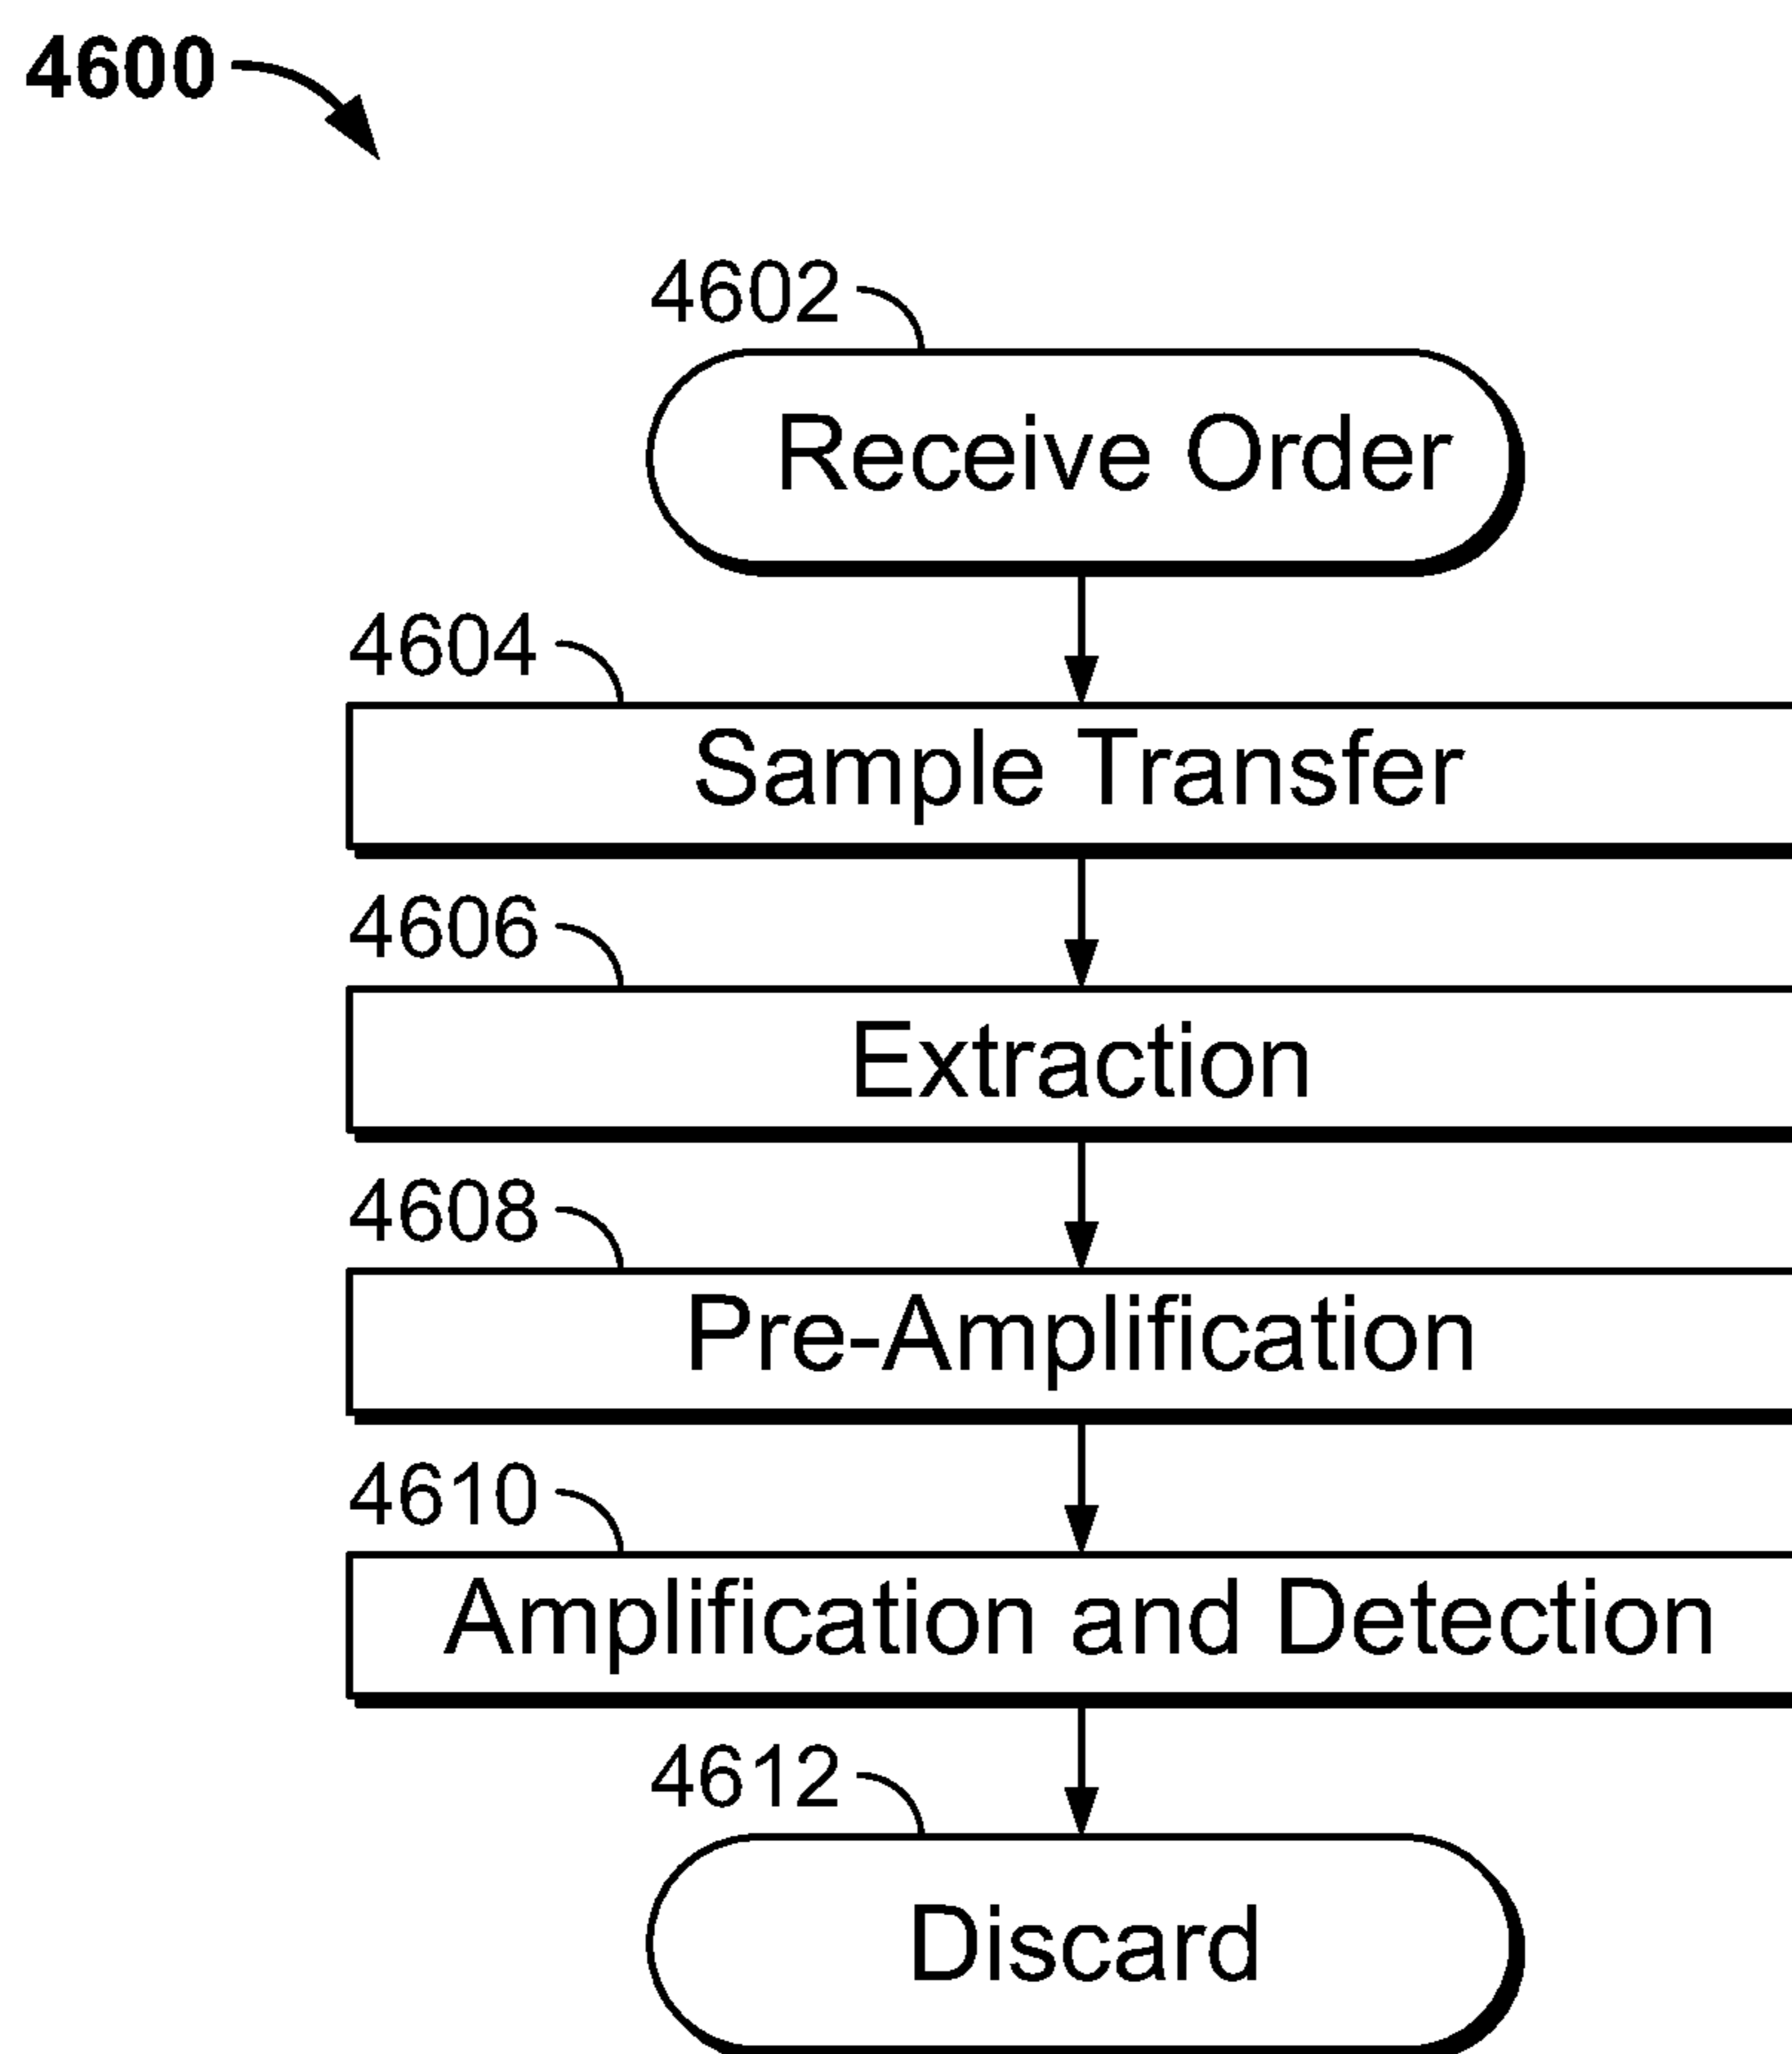 4600
4602
Receive Order
4604
Sample Transfer
4606
Extraction
4608
Pre-Amplification
4610
Amplification and Detection
4612
Discard